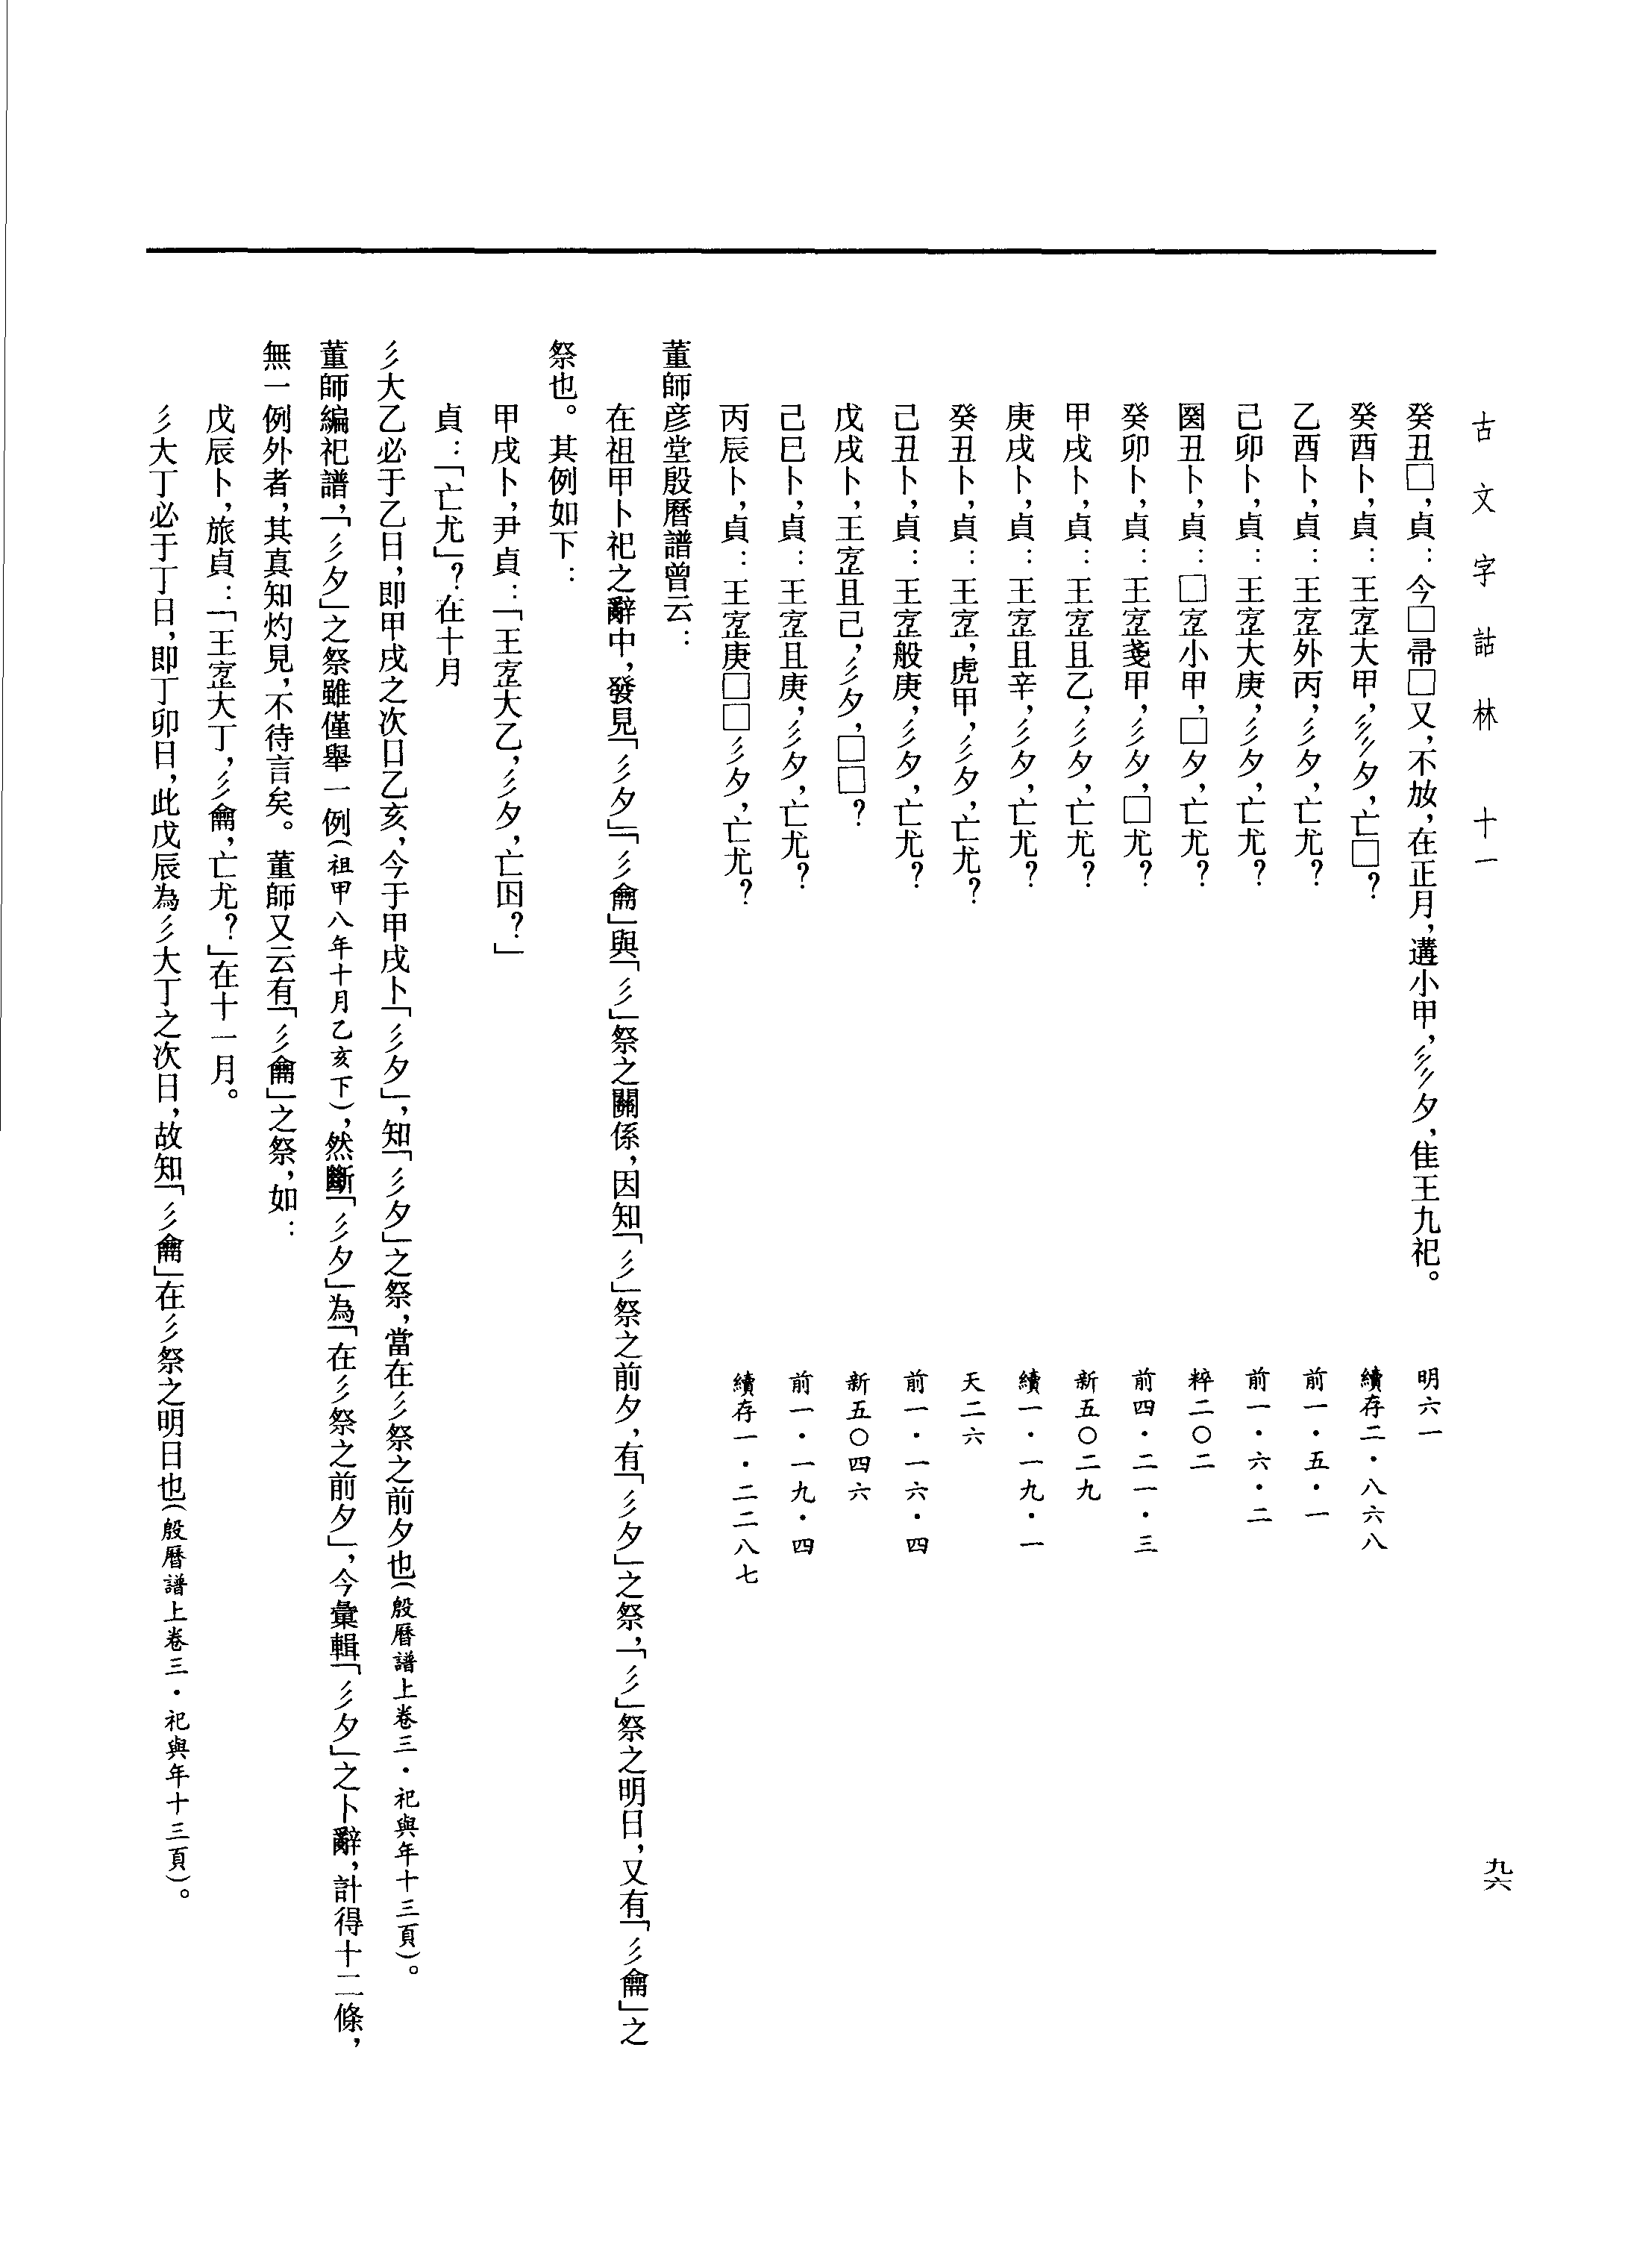 古文字詁林 十一
九六
癸丑□，貞：今□帚□又，不放，在正月，遘小甲，彡夕，隹王九祀。 明六一
癸酉卜，貞：王𡧊大甲，彡夕，亡□？ 續存二·八六八
乙酉卜，貞：王𡧊外丙，彡夕，亡尤？ 前一·五·一
己卯卜，貞：王𡧊大庚，彡夕，亡尤？ 前一·六·二
丑卜，貞：□𡧊小甲，□夕，亡尤？ 粹二〇二
癸卯卜，貞：王𡧊戔甲，彡夕，□尤？ 前四·二一·三
甲戌卜，貞：王𡧊且乙，彡夕，亡尤？ 新五〇二九
庚戌卜，貞：王𡧊且辛，彡夕，亡尤？ 續一·一九·一
癸丑卜，貞：王𡧊，虎甲，彡夕，亡尤？ 天二六
己丑卜，貞：王𡧊般庚，彡夕，亡尤？ 前一·一六·四
戊戌卜，王𡧊且己，彡夕，□□？ 新五〇四六
己巳卜，貞：王𡧊且庚，彡夕，亡尤？ 前一·一九·四
丙辰卜，貞：王𡧊庚□□彡夕，亡尤？ 續存一·二二八七
董師彦堂殷曆譜曾云：
在祖甲卜祀之辭中，發見「彡夕」「彡龠」與「彡」祭之關係，因知「彡」祭之前夕，有「彡夕」之祭，「彡」祭之明日，又有「彡龠」之
祭也。其例如下：
甲戌卜，尹貞：「王𡧊大乙，彡夕，亡囚？」
貞：「亡尤」？在十月
彡大乙必于乙日，即甲戌之次日乙亥，今于甲戌卜「彡夕」，知「彡夕」之祭，當在彡祭之前夕也（殷曆譜上卷三·祀與年十三頁）。
董師編祀譜，「彡夕」之祭雖僅舉一例（祖甲八年十月乙亥下），然斷「彡夕」為「在彡祭之前夕」，今彙輯「彡夕」之卜辭，計得十二條，
無一例外者，其真知灼見，不待言矣。董師又云有「彡龠」之祭，如：
戊辰卜，旅貞：「王𡧊大丁，彡龠，亡尤？」在十一月。
彡大丁必于丁日，即丁卯日，此戊辰為彡大丁之次日，故知「彡龠」在彡祭之明日也（殷曆譜上卷三·祀與年十三頁）。